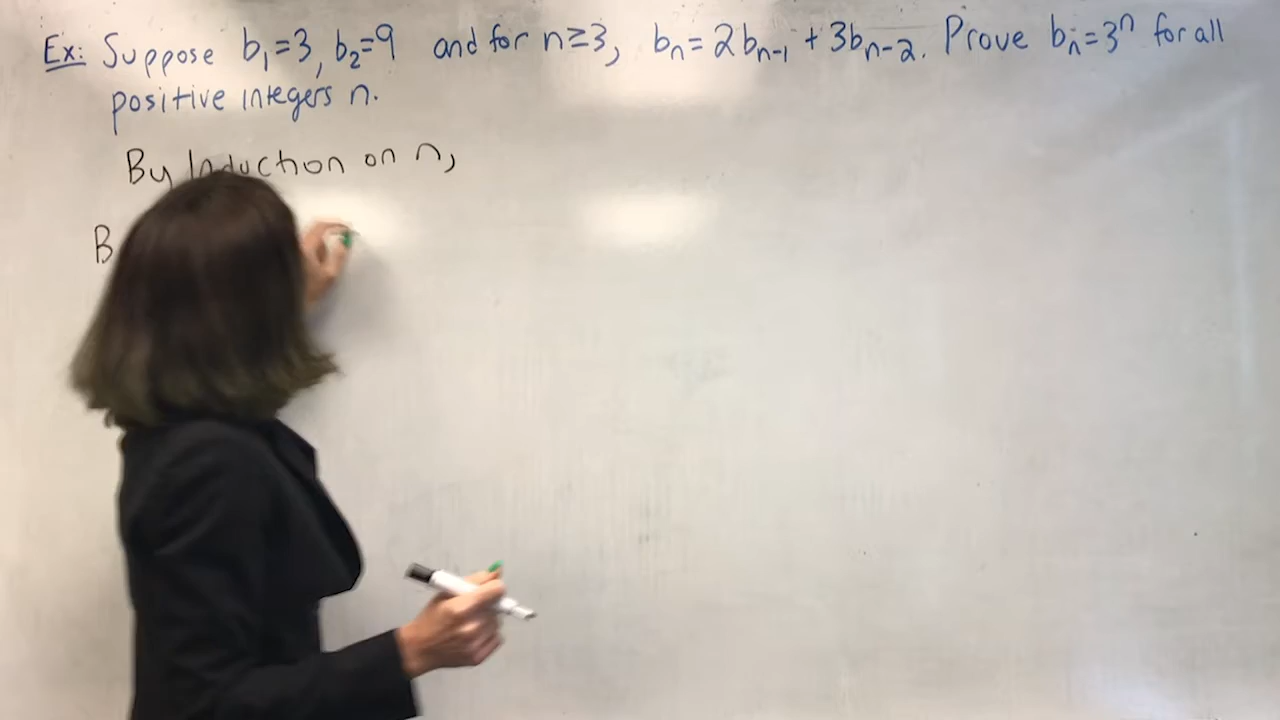 Ex: Suppose b₁=3, b₂=9 and for n≥3, bₙ=2bₙ₋₁+3bₙ₋₂. Prove bₙ=3ⁿ for all
positive integers n.
By Induction on n,
B